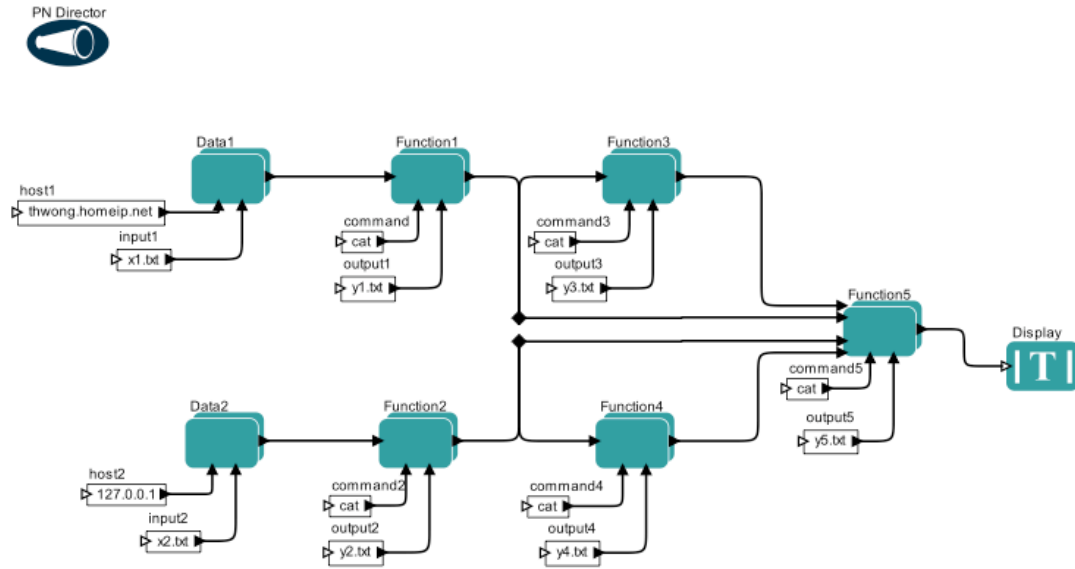 PN Director
Data1
Function1
Function3
host1
thwong.homeip.net
input1
x1.txt
command
cat
output1
y1.txt
command3
cat
output3
y3.txt
Function5
Display
T
command5
cat
output5
y5.txt
Data2
Function2
Function4
host2
127.0.0.1
input2
x2.txt
command2
cat
output2
y2.txt
command4
cat
output4
y4.txt